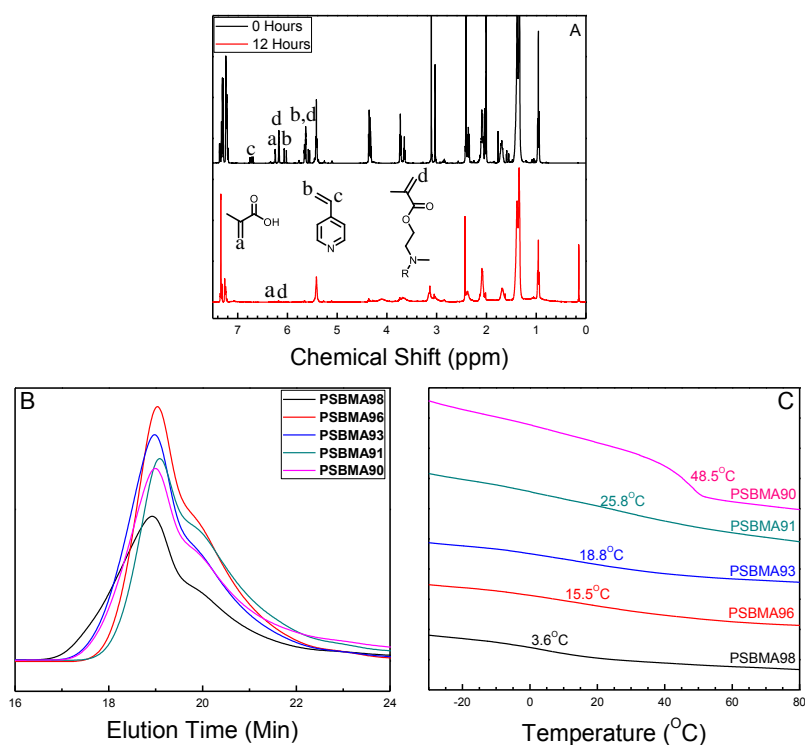 0 Hours
12 Hours
A
b,d
d
a
b
c
b
c
d
O
OH
a
N
O
O
N
R
a d
7 6 5 4 3 2 1 0
Chemical Shift (ppm)
B
PSBMA98
PSBMA96
PSBMA93
PSBMA91
PSBMA90
16 18 20 22 24
Elution Time (Min)
C
48.5°C
PSBMA90
25.8°C
PSBMA91
18.8°C
PSBMA93
15.5°C
PSBMA96
3.6°C
PSBMA98
-20 0 20 40 60 80
Temperature (°C)